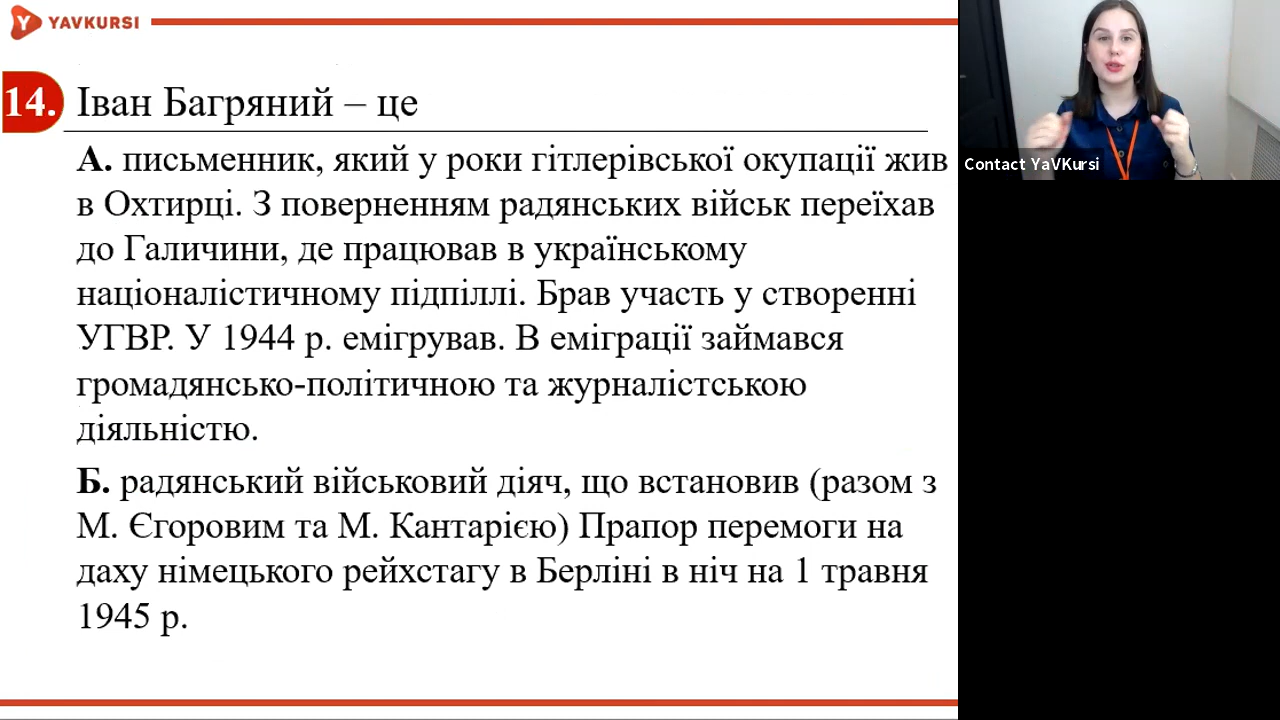 YAVKURSI
14. Іван Багряний – це
А. письменник, який у роки гітлерівської окупації жив
в Охтирці. З поверненням радянських військ переїхав
до Галичини, де працював в українському
націоналістичному підпіллі. Брав участь у створенні
УГВР. У 1944 р. емігрував. В еміграції займався
громадянсько-політичною та журналістською
діяльністю.
Б. радянський військовий діяч, що встановив (разом з
М. Єгоровим та М. Кантарією) Прапор перемоги на
даху німецького рейхстагу в Берліні в ніч на 1 травня
1945 р.
Contact YaVKursi